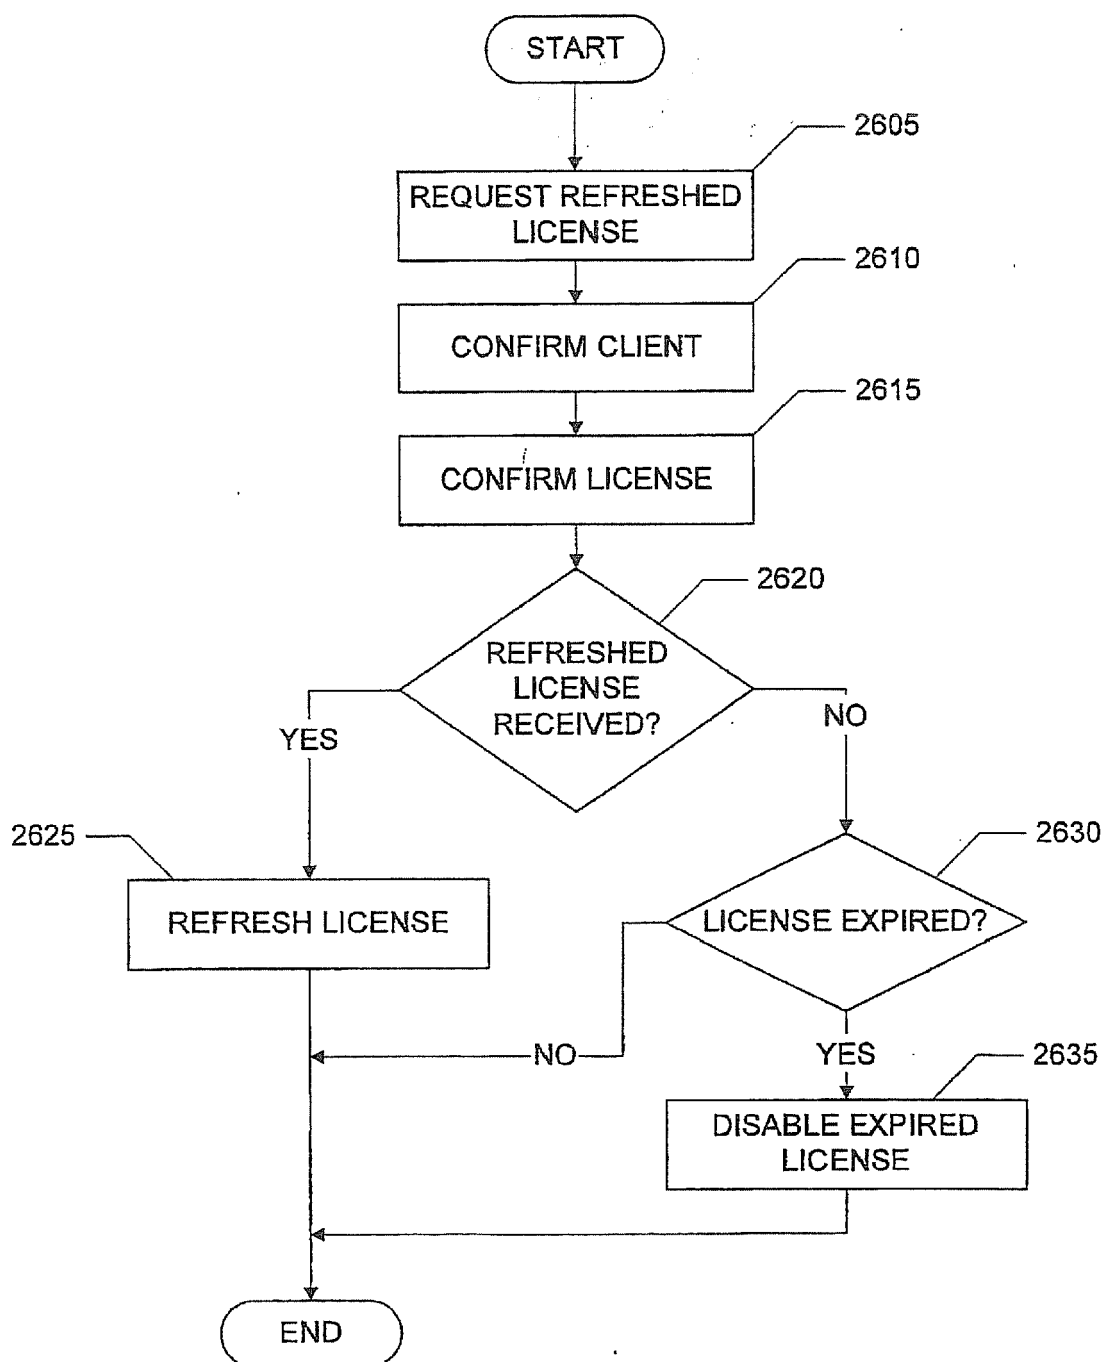 START
2605
REQUEST REFRESHED
LICENSE
2610
CONFIRM CLIENT
2615
CONFIRM LICENSE
2620
REFRESHED
LICENSE
RECEIVED?
YES
NO
2625
REFRESH LICENSE
2630
LICENSE EXPIRED?
NO
YES
2635
DISABLE EXPIRED
LICENSE
END